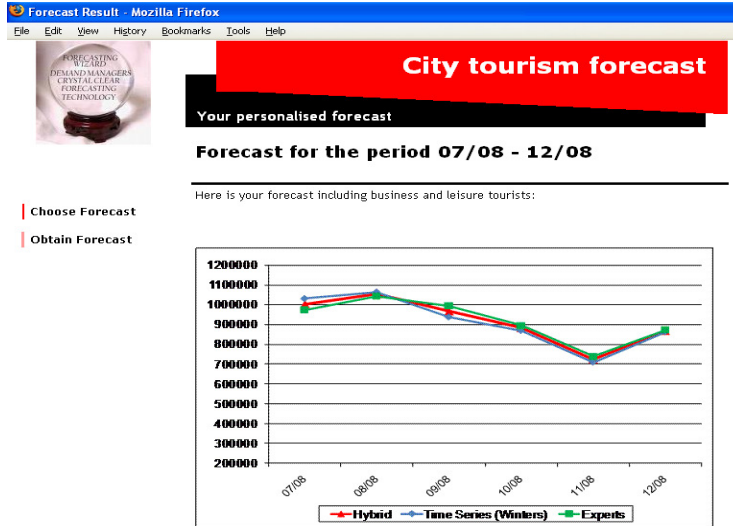 Forecast Result - Mozilla Firefox
File Edit View History Bookmarks Tools Help
FORECASTING
WIZARD
DEMAND MANAGERS
CRYSTAL CLEAR
FORECASTING
TECHNOLOGY
City tourism forecast
Your personalised forecast
Forecast for the period 07/08 - 12/08
Here is your forecast including business and leisure tourists:
Choose Forecast
Obtain Forecast
1200000
1100000
1000000
900000
800000
700000
600000
500000
400000
300000
200000
07/08 08/08 09/08 10/08 11/08 12/08
Hybrid Time Series (Winters) Experts